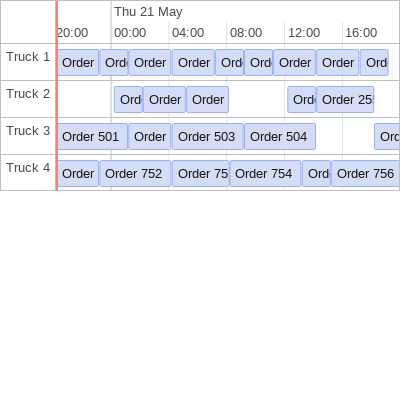 Thu 21 May
20:00 00:00 04:00 08:00 12:00 16:00
Truck 1 Order Ord Order Order Ord Ord Order Order Ord
Truck 2 Ord Order Order Ord Order 25
Truck 3 Order 501 Order Order 503 Order 504 Ord
Truck 4 Order Order 752 Order 75 Order 754 Ord Order 756